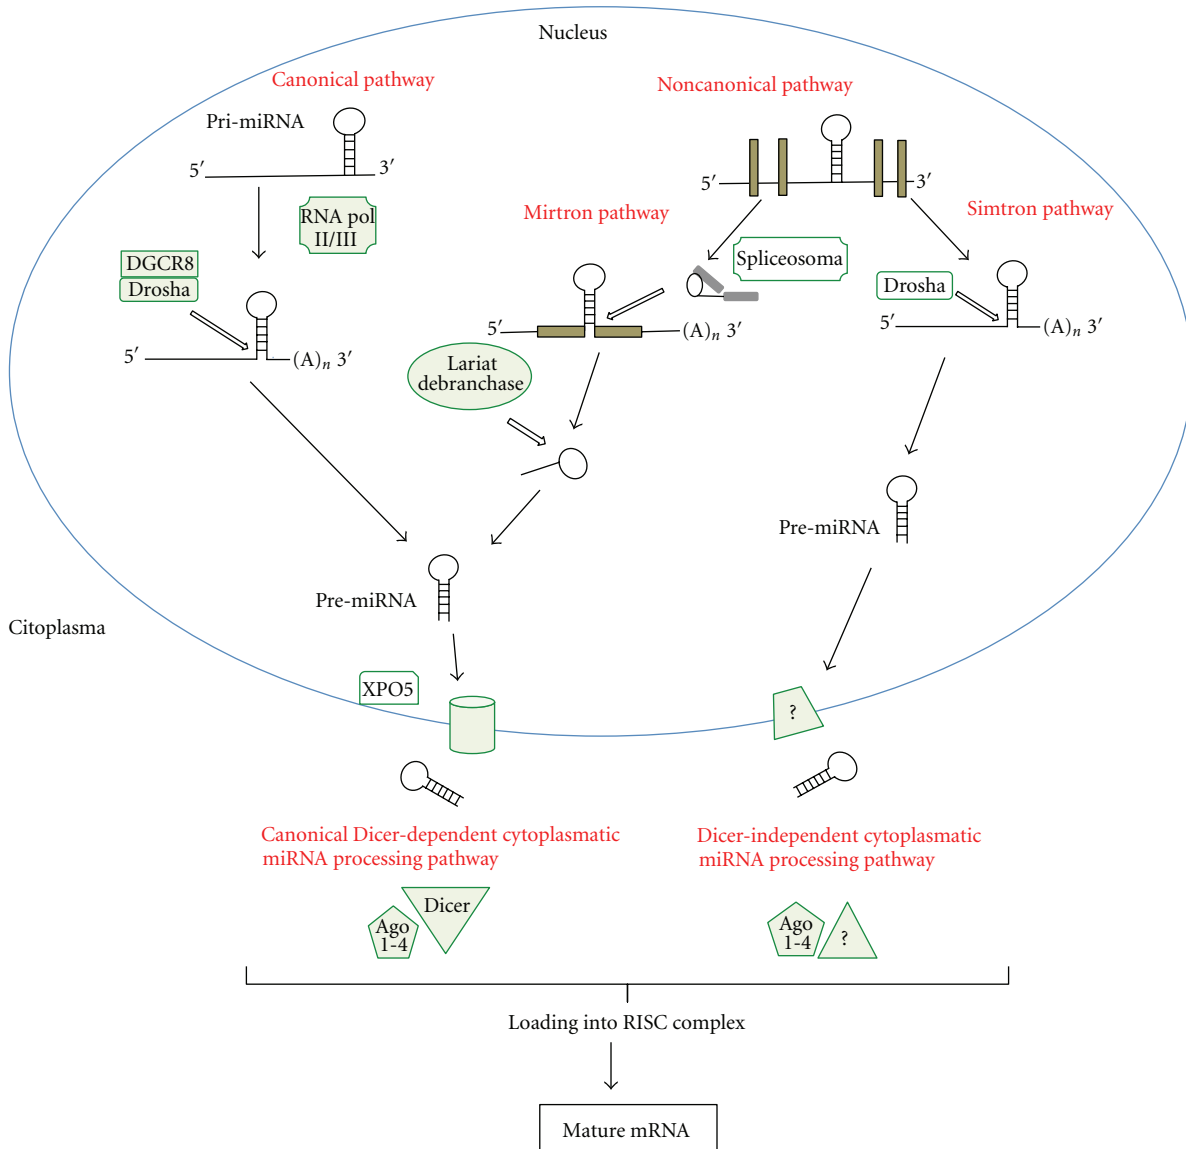 Nucleus
Canonical pathway
Noncanonical pathway
Pri-miRNA
5′
3′
5′
3′
RNA pol
II/III
Mirtron pathway
Simtron pathway
DGCR8
Drosha
Spliceosoma
Drosha
5′
(A)n 3′
5′
(A)n 3′
5′
(A)n 3′
Lariat
debranchase
Pre-miRNA
Pre-miRNA
Citoplasma
XPO5
?
Canonical Dicer-dependent cytoplasmatic
miRNA processing pathway
Dicer-independent cytoplasmatic
miRNA processing pathway
Dicer
Ago
1-4
Ago
1-4
?
Loading into RISC complex
Mature mRNA